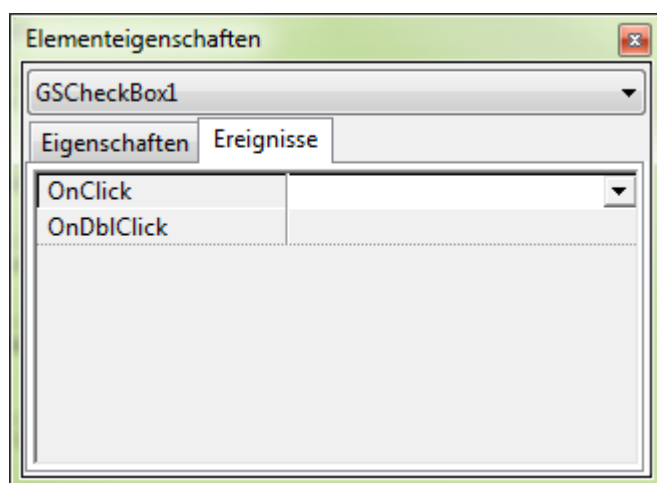 Elementeigenschaften
GSCheckBox1
Eigenschaften Ereignisse
OnClick
OnDblClick